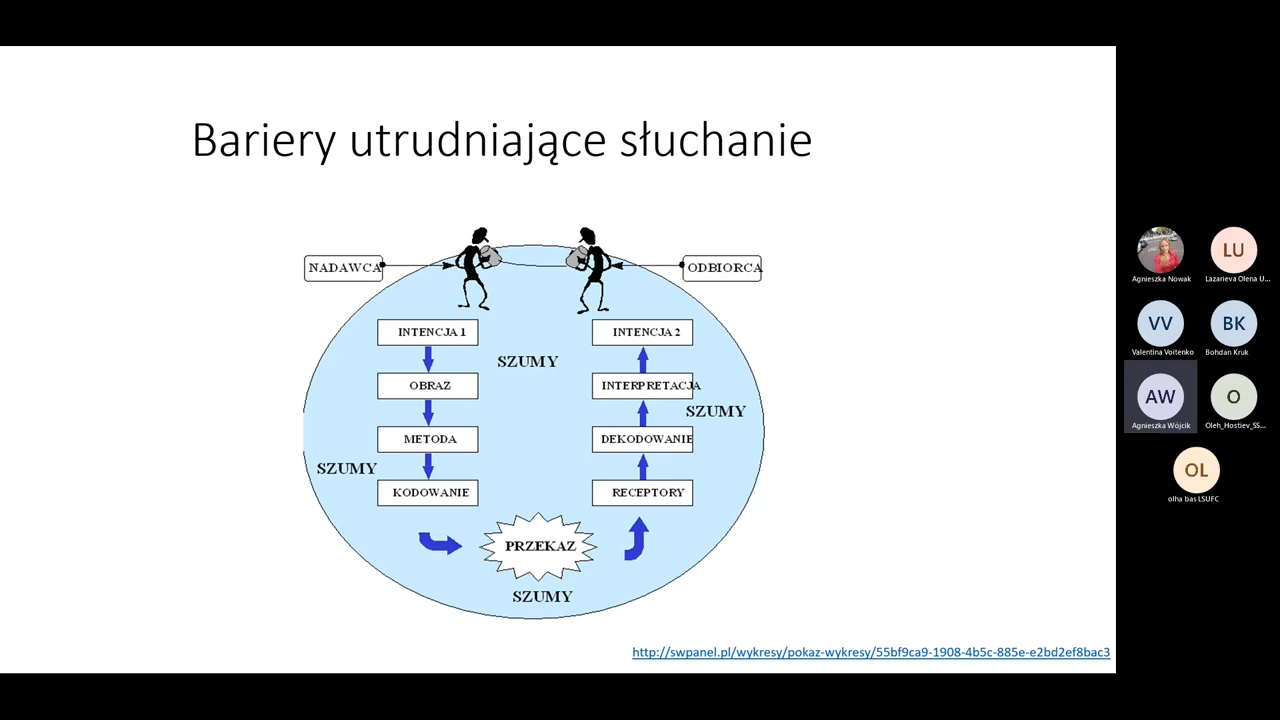 Bariery utrudniające słuchanie
NADAWCA
ODBIORCA
INTENCJA 1
INTENCJA 2
SZUMY
OBRAZ
INTERPRETACJA
SZUMY
METODA
DEKODOWANIE
SZUMY
KODOWANIE
RECEPTORY
PRZEKAZ
SZUMY
http://swpanel.pl/wykresy/pokaz-wykresy/55bf9ca9-1908-4b5c-885e-e2bd2ef8bac3
LU
Agnieszka Nowak
Lazarieva Olena U...
VV
BK
Valentina Voitenko
Bohdan Kruk
AW
O
Agnieszka Wójcik
Oleh_Hostiev_SS...
OL
olha bas LSUFC